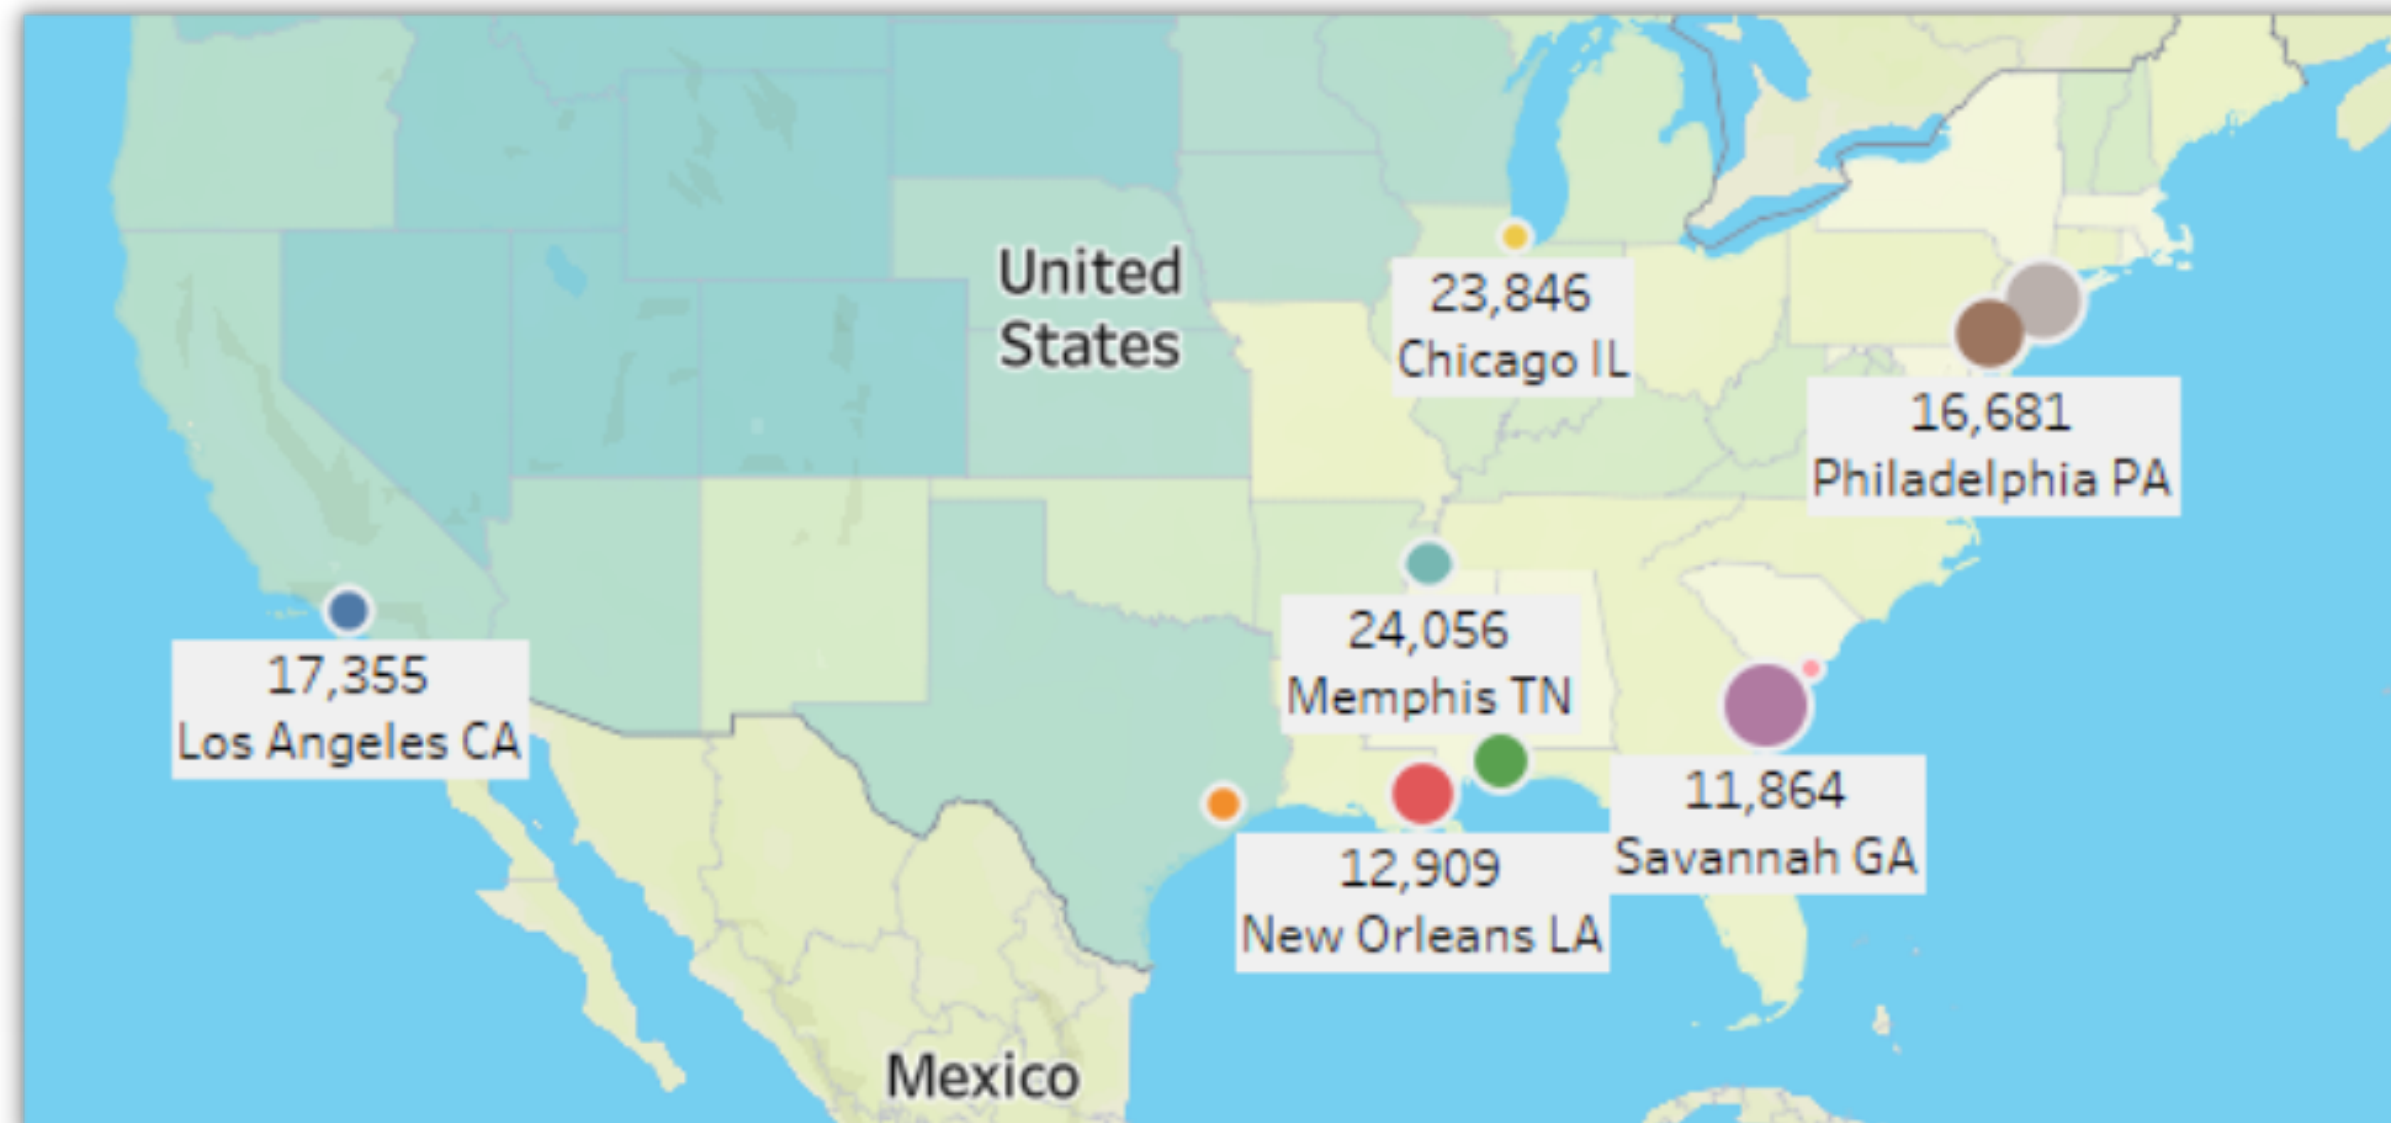 United
States
23,846
Chicago IL
16,681
Philadelphia PA
24,056
Memphis TN
17,355
Los Angeles CA
11,864
Savannah GA
12,909
New Orleans LA
Mexico